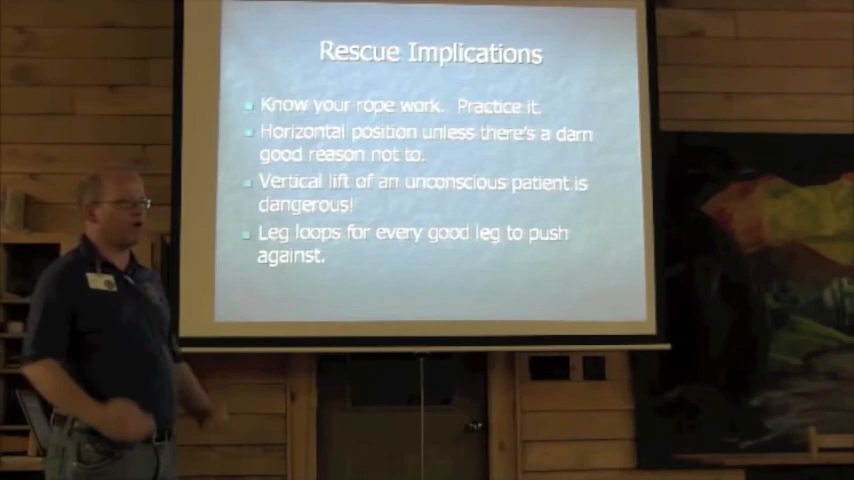 Rescue Implications
Know your rope work. Practice it.
Horizontal position unless there's a darn
good reason not to.
Vertical lift of an unconscious patient is
dangerous!
Leg loops for every good leg to push
against.